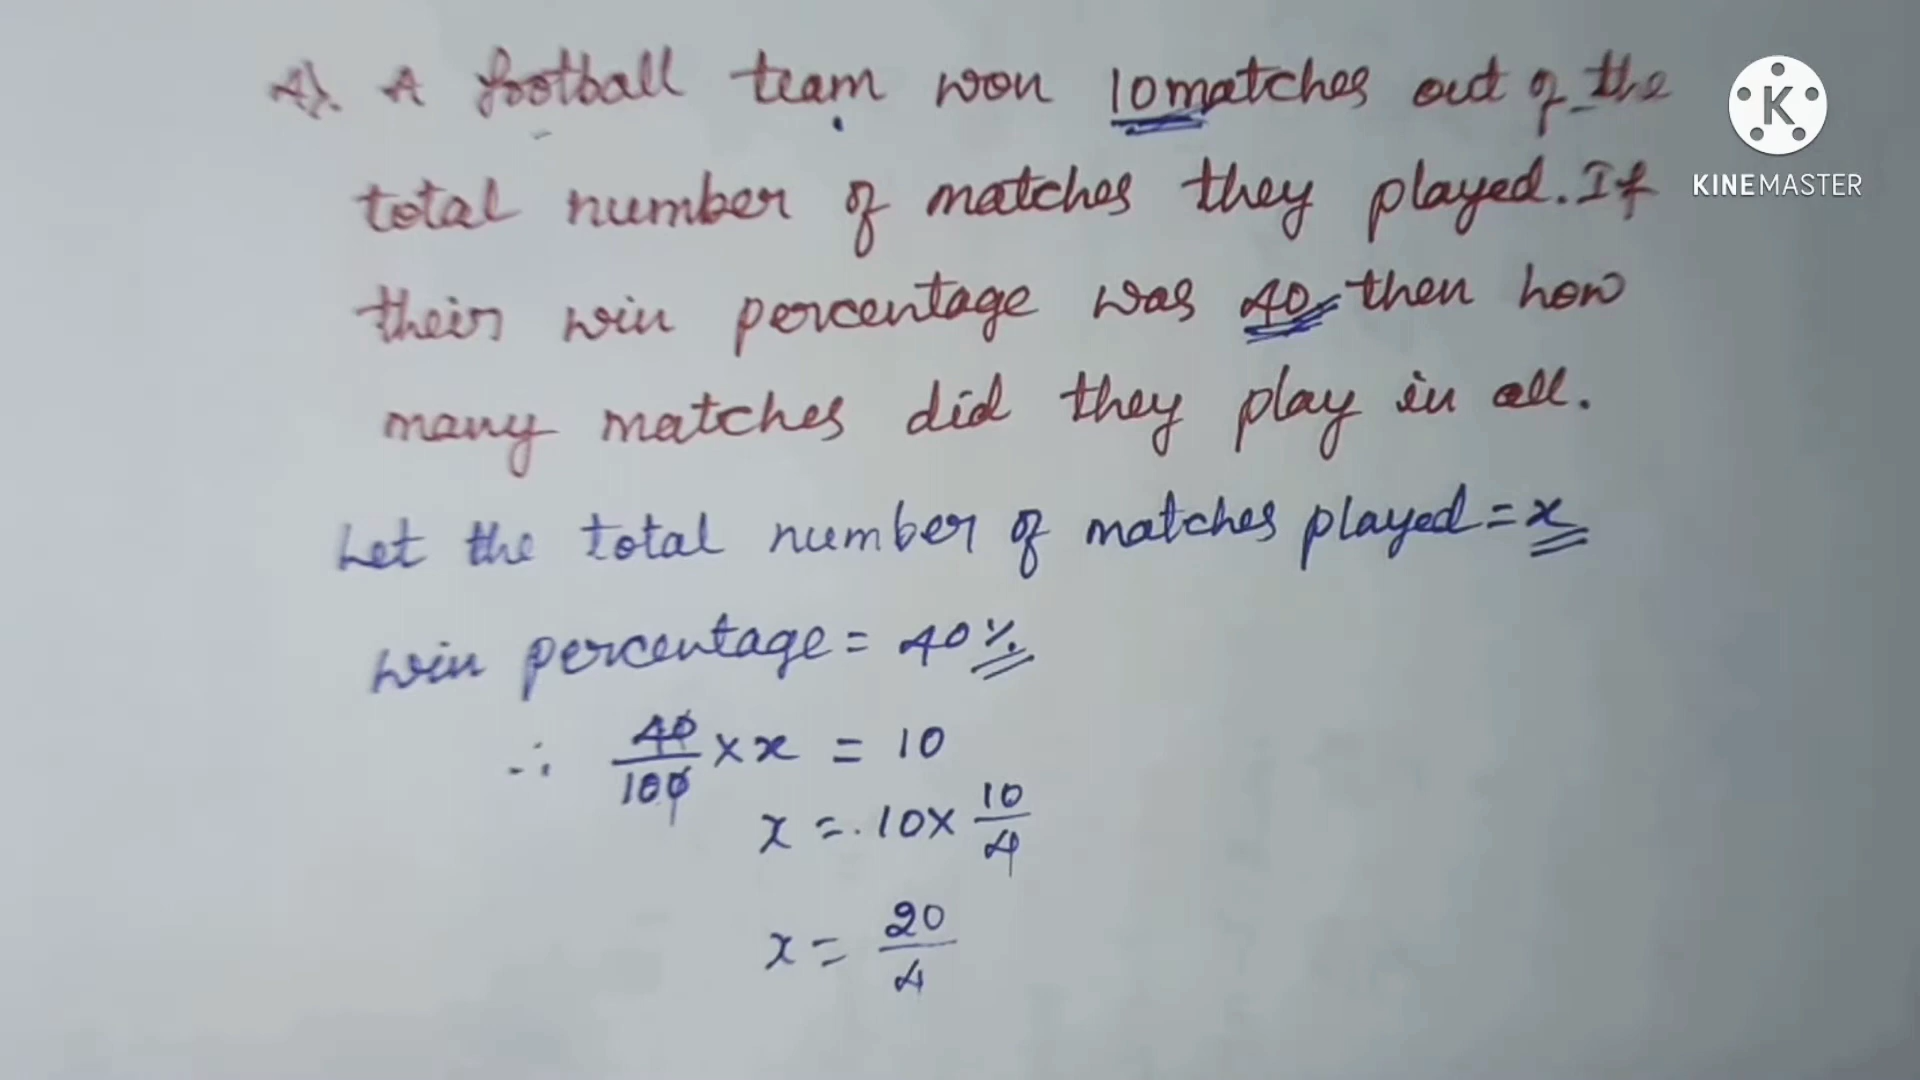 4). A football team won 10 matches out of the
total number of matches they played. If
their win percentage was 40 then how
many matches did they play in all.
Let the total number of matches played = x
win percentage = 40%
∴ 40/100 × x = 10
x = 10 × 10/4
x = 20/4
K
KINEMASTER